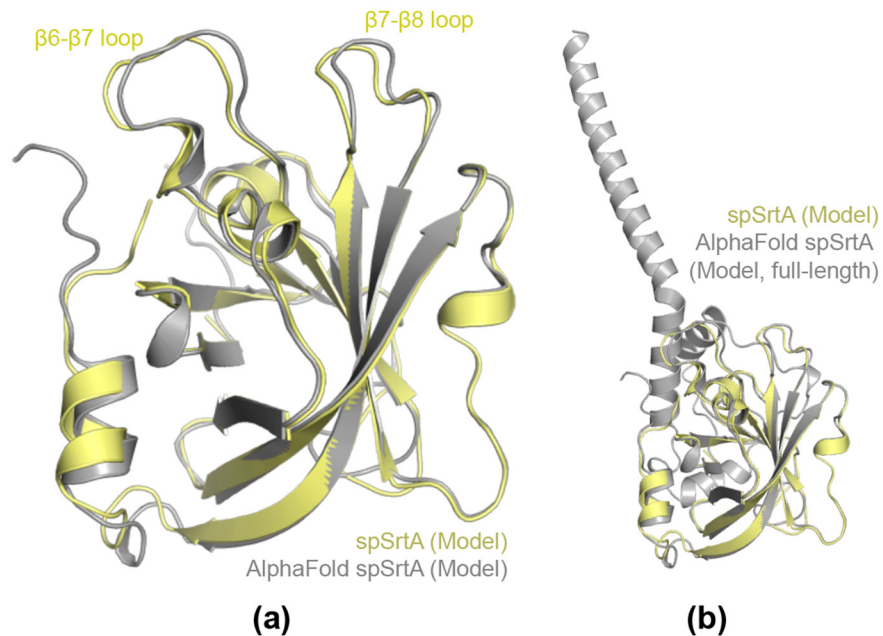 β6-β7 loop
β7-β8 loop
spSrtA (Model)
AlphaFold spSrtA (Model)
(a)
spSrtA (Model)
AlphaFold spSrtA
(Model, full-length)
(b)